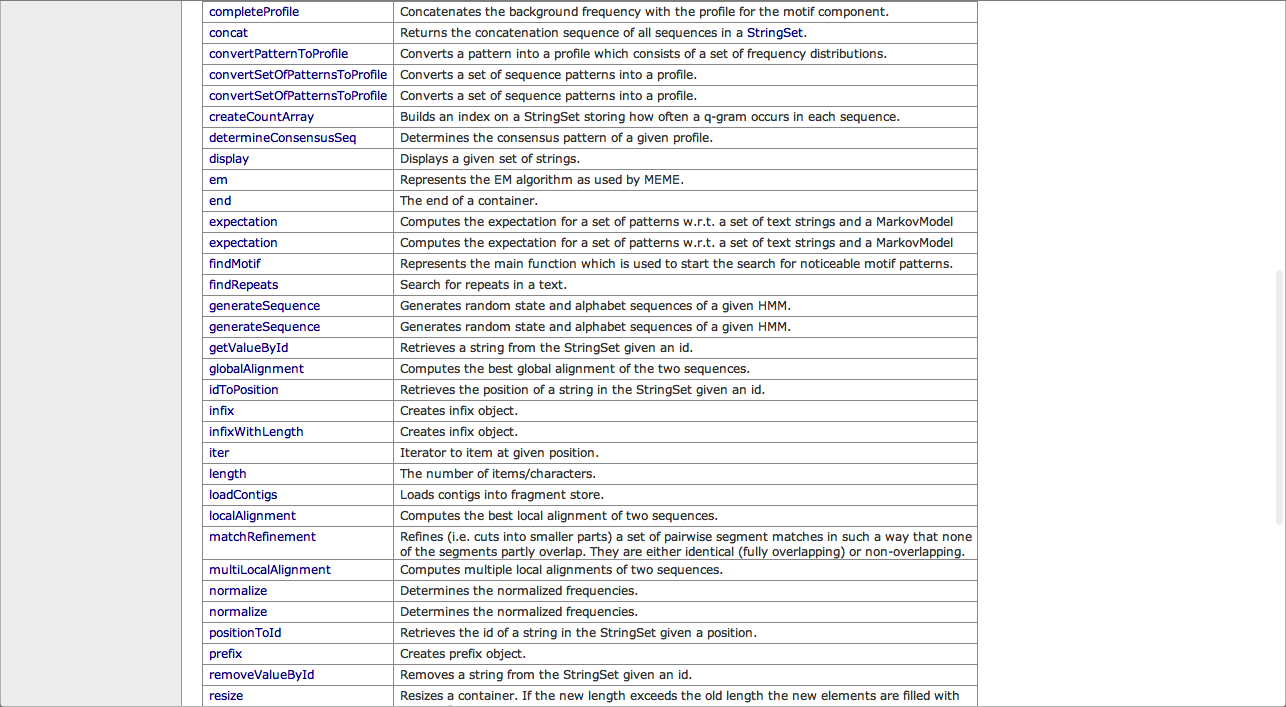 completeProfile Concatenates the background frequency with the profile for the motif component.
concat Returns the concatenation sequence of all sequences in a StringSet.
convertPatternToProfile Converts a pattern into a profile which consists of a set of frequency distributions.
convertSetOfPatternsToProfile Converts a set of sequence patterns into a profile.
convertSetOfPatternsToProfile Converts a set of sequence patterns into a profile.
createCountArray Builds an index on a StringSet storing how often a q-gram occurs in each sequence.
determineConsensusSeq Determines the consensus pattern of a given profile.
display Displays a given set of strings.
em Represents the EM algorithm as used by MEME.
end The end of a container.
expectation Computes the expectation for a set of patterns w.r.t. a set of text strings and a MarkovModel
expectation Computes the expectation for a set of patterns w.r.t. a set of text strings and a MarkovModel
findMotif Represents the main function which is used to start the search for noticeable motif patterns.
findRepeats Search for repeats in a text.
generateSequence Generates random state and alphabet sequences of a given HMM.
generateSequence Generates random state and alphabet sequences of a given HMM.
getValueById Retrieves a string from the StringSet given an id.
globalAlignment Computes the best global alignment of the two sequences.
idToPosition Retrieves the position of a string in the StringSet given an id.
infix Creates infix object.
infixWithLength Creates infix object.
iter Iterator to item at given position.
length The number of items/characters.
loadContigs Loads contigs into fragment store.
localAlignment Computes the best local alignment of two sequences.
matchRefinement Refines (i.e. cuts into smaller parts) a set of pairwise segment matches in such a way that none
of the segments partly overlap. They are either identical (fully overlapping) or non-overlapping.
multiLocalAlignment Computes multiple local alignments of two sequences.
normalize Determines the normalized frequencies.
normalize Determines the normalized frequencies.
positionToId Retrieves the id of a string in the StringSet given a position.
prefix Creates prefix object.
removeValueById Removes a string from the StringSet given an id.
resize Resizes a container. If the new length exceeds the old length the new elements are filled with